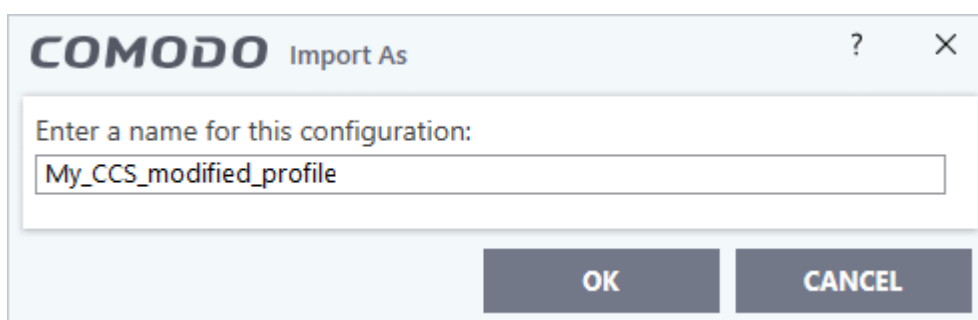 COMODO Import As ? ×
Enter a name for this configuration:
My_CCS_modified_profile
OK CANCEL